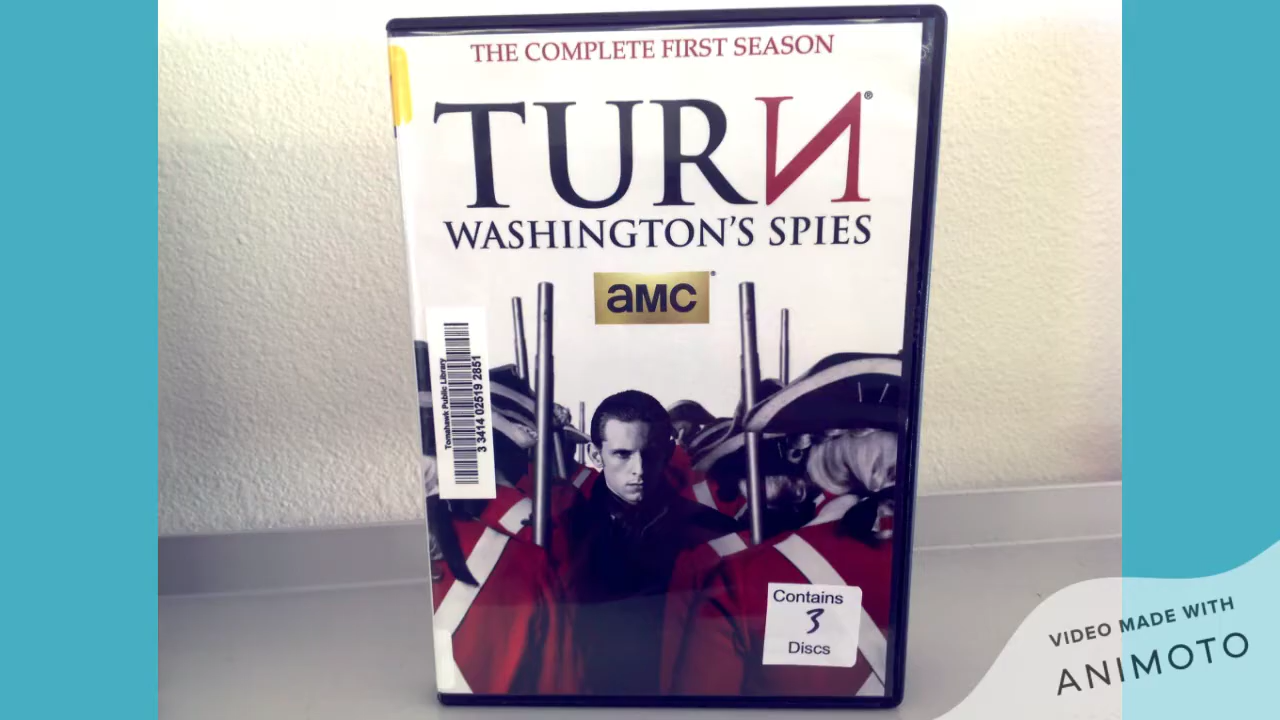 THE COMPLETE FIRST SEASON
TURN®
WASHINGTON'S SPIES
aMC®
Tomahawk Public Library
3 3414 02519 2851
Contains
3
Discs
VIDEO MADE WITH
ANIMOTO